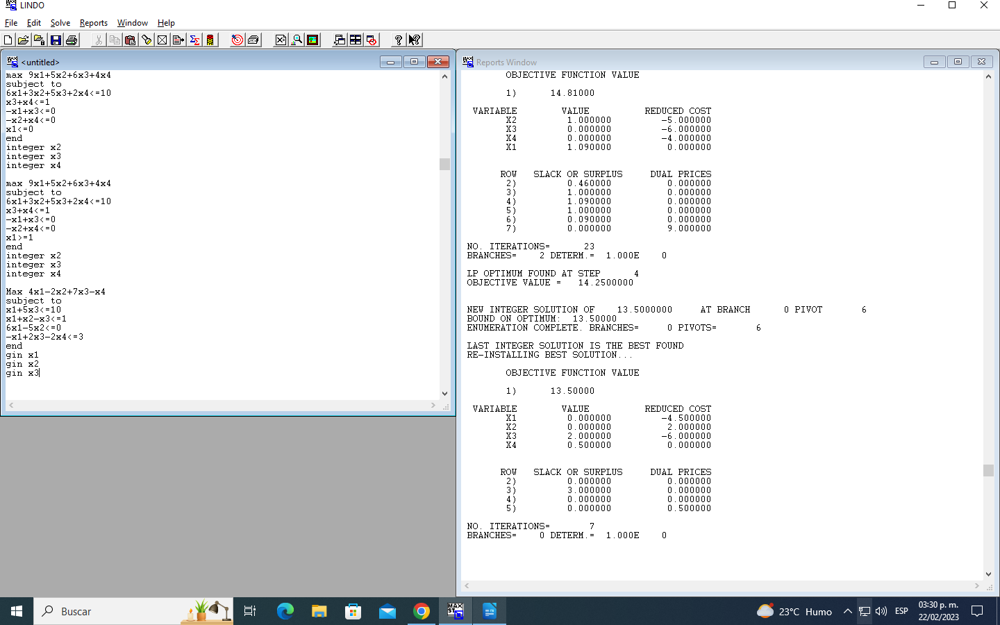 LINDO
File Edit Solve Reports Window Help
<untitled>
max 9x1+5x2+6x3+4x4
subject to
6x1+3x2+5x3+2x4<=10
x3+x4<=1
-x1+x3<=0
-x2+x4<=0
x1<=0
end
integer x2
integer x3
integer x4
max 9x1+5x2+6x3+4x4
subject to
6x1+3x2+5x3+2x4<=10
x3+x4<=1
-x1+x3<=0
-x2+x4<=0
x1>=1
end
integer x2
integer x3
integer x4
Max 4x1-2x2+7x3-x4
subject to
x1+5x3<=10
x1+x2-x3<=1
6x1-5x2<=0
-x1+2x3-2x4<=3
end
gin x1
gin x2
gin x3
Reports Window
OBJECTIVE FUNCTION VALUE
1) 14.81000
VARIABLE VALUE REDUCED COST
X2 1.000000 -5.000000
X3 0.000000 -6.000000
X4 0.000000 -4.000000
X1 1.090000 0.000000
ROW SLACK OR SURPLUS DUAL PRICES
2) 0.460000 0.000000
3) 1.000000 0.000000
4) 1.090000 0.000000
5) 1.000000 0.000000
6) 0.090000 0.000000
7) 0.000000 9.000000
NO. ITERATIONS= 23
BRANCHES= 2 DETERM.= 1.000E 0
LP OPTIMUM FOUND AT STEP 4
OBJECTIVE VALUE = 14.2500000
NEW INTEGER SOLUTION OF 13.5000000 AT BRANCH 0 PIVOT 6
BOUND ON OPTIMUM: 13.50000
ENUMERATION COMPLETE. BRANCHES= 0 PIVOTS= 6
LAST INTEGER SOLUTION IS THE BEST FOUND
RE-INSTALLING BEST SOLUTION...
OBJECTIVE FUNCTION VALUE
1) 13.50000
VARIABLE VALUE REDUCED COST
X1 0.000000 -4.500000
X2 0.000000 2.000000
X3 2.000000 -6.000000
X4 0.500000 0.000000
ROW SLACK OR SURPLUS DUAL PRICES
2) 0.000000 0.000000
3) 3.000000 0.000000
4) 0.000000 0.000000
5) 0.000000 0.500000
NO. ITERATIONS= 7
BRANCHES= 0 DETERM.= 1.000E 0
Buscar
MAX
ST
23°C Humo
ESP
03:30 p. m.
22/02/2023